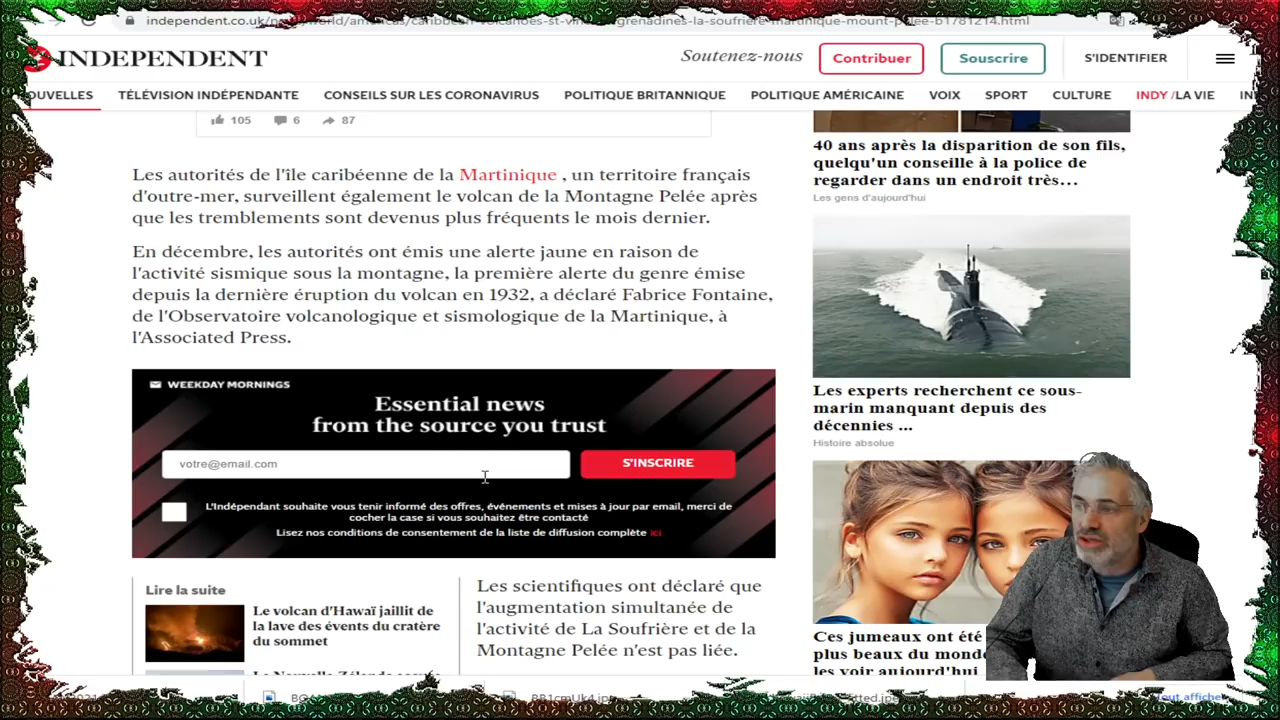 independent.co.uk/
INDEPENDENT
Soutenez-nous
Contribuer
Souscrire
S'IDENTIFIER
TÉLÉVISION INDÉPENDANTE
CONSEILS SUR LES CORONAVIRUS
POLITIQUE BRITANNIQUE
POLITIQUE AMÉRICAINE
VOIX
SPORT
CULTURE
INDY /LA VIE
105
6
87
Les autorités de l'île caribéenne de la Martinique , un territoire français
d'outre-mer, surveillent également le volcan de la Montagne Pelée après
que les tremblements sont devenus plus fréquents le mois dernier.
En décembre, les autorités ont émis une alerte jaune en raison de
l'activité sismique sous la montagne, la première alerte du genre émise
depuis la dernière éruption du volcan en 1932, a déclaré Fabrice Fontaine,
de l'Observatoire volcanologique et sismologique de la Martinique, à
l'Associated Press.
WEEKDAY MORNINGS
Essential news
from the source you trust
votre@email.com
S'INSCRIRE
L'Indépendant souhaite vous tenir informé des offres, événements et mises à jour par email, merci de
cocher la case si vous souhaitez être contacté
Lisez nos conditions de consentement de la liste de diffusion complète ici
Lire la suite
Le volcan d'Hawaï jaillit de
la lave des évents du cratère
du sommet
Les scientifiques ont déclaré que
l'augmentation simultanée de
l'activité de La Soufrière et de la
Montagne Pelée n'est pas liée.
40 ans après la disparition de son fils,
quelqu'un conseille à la police de
regarder dans un endroit très...
Les gens d'aujourd'hui
Les experts recherchent ce sous-
marin manquant depuis des
décennies ...
Histoire absolue
Ces jumeaux ont été
plus beaux du monde
les voir aujourd'hui